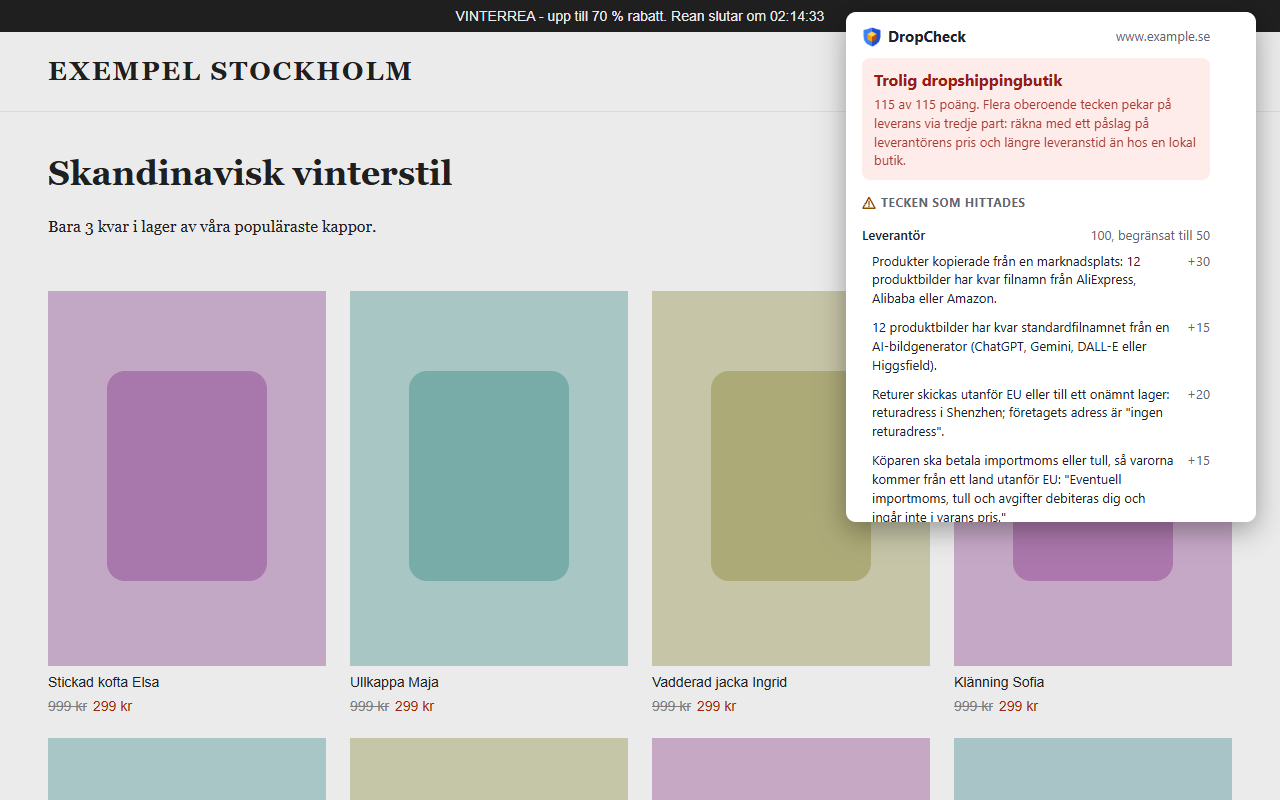 VINTERREA - upp till 70 % rabatt. Rean slutar om 02:14:33
EXEMPEL STOCKHOLM
Skandinavisk vinterstil
Bara 3 kvar i lager av våra populäraste kappor.
DropCheck
www.example.se
Trolig dropshippingbutik
115 av 115 poäng. Flera oberoende tecken pekar på
leverans via tredje part: räkna med ett påslag på
leverantörens pris och längre leveranstid än hos en lokal
butik.
TECKEN SOM HITTADES
Leverantör
100, begränsat till 50
Produkter kopierade från en marknadsplats: 12
+30
produktbilder har kvar filnamn från AliExpress,
Alibaba eller Amazon.
12 produktbilder har kvar standardfilnamnet från en
+15
AI-bildgenerator (ChatGPT, Gemini, DALL-E eller
Higgsfield).
Returer skickas utanför EU eller till ett onämnt lager:
+20
returadress i Shenzhen; företagets adress är "ingen
returadress".
Köparen ska betala importmoms eller tull, så varorna
+15
kommer från ett land utanför EU: "Eventuell
importmoms, tull och avgifter debiteras dig och
ingår inte i varans pris."
Stickad kofta Elsa
999 kr 299 kr
Ullkappa Maja
999 kr 299 kr
Vadderad jacka Ingrid
999 kr 299 kr
Klänning Sofia
999 kr 299 kr